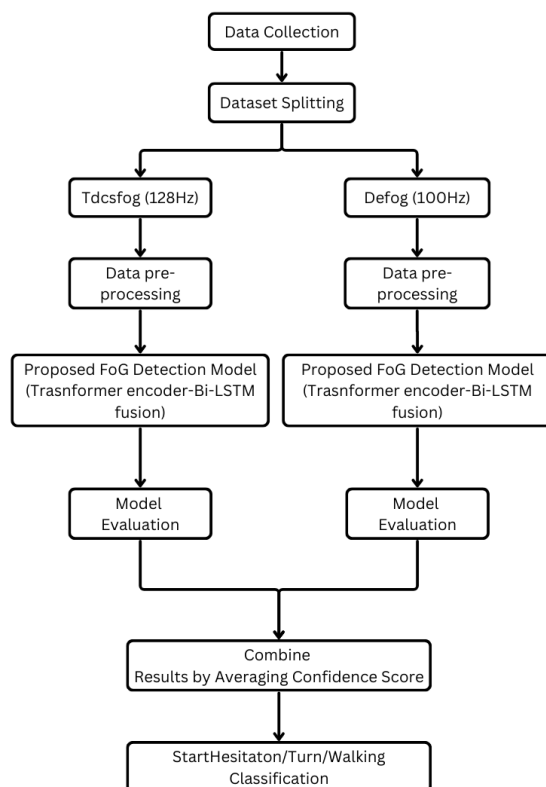 Data Collection
Dataset Splitting
Tdcsfog (128Hz)
Defog (100Hz)
Data pre-
processing
Data pre-
processing
Proposed FoG Detection Model
(Trasnformer encoder-Bi-LSTM
fusion)
Proposed FoG Detection Model
(Trasnformer encoder-Bi-LSTM
fusion)
Model
Evaluation
Model
Evaluation
Combine
Results by Averaging Confidence Score
StartHesitaton/Turn/Walking
Classification